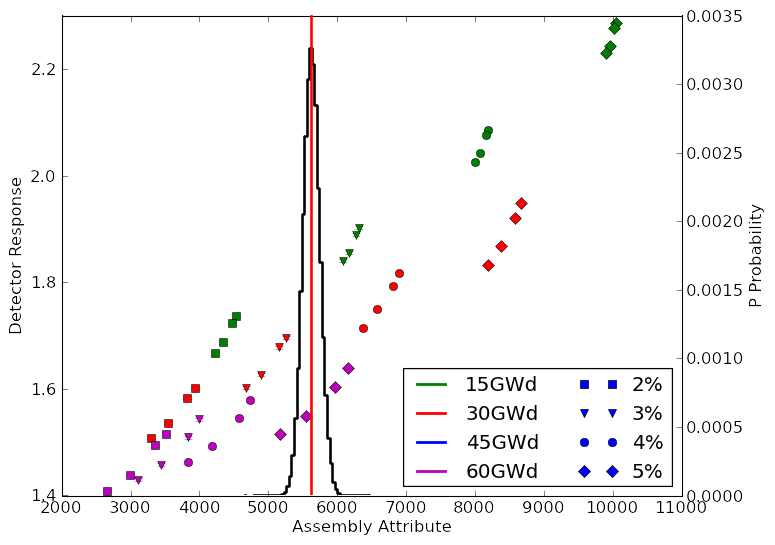 0.0035
2.2
0.0030
0.0025
2.0
0.0020
Detector Response
P Probability
1.8
0.0015
1.6
0.0010
15GWd 2%
30GWd 3%
45GWd 4%
60GWd 5%
0.0005
1.4
0.0000
2000 3000 4000 5000 6000 7000 8000 9000 10000 11000
Assembly Attribute